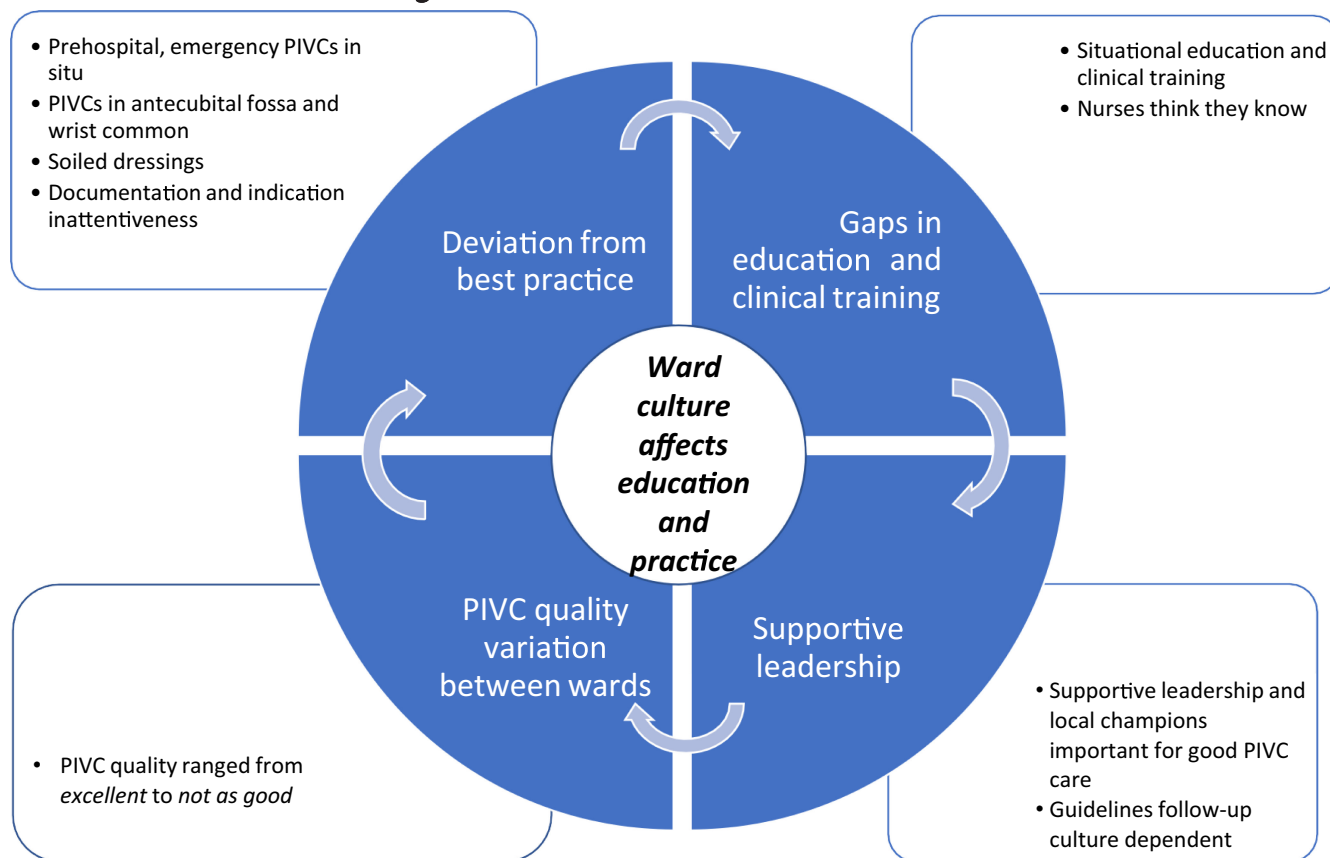 • Prehospital, emergency PIVCs in
situ
• PIVCs in antecubital fossa and
wrist common
• Soiled dressings
• Documentation and indication
inattentiveness
• Situational education and
clinical training
• Nurses think they know
Deviation from
best practice
Gaps in
education and
clinical training
Ward
culture
affects
education
and
practice
PIVC quality
variation
between wards
Supportive
leadership
• PIVC quality ranged from
excellent to not as good
• Supportive leadership and
local champions
important for good PIVC
care
• Guidelines follow-up
culture dependent